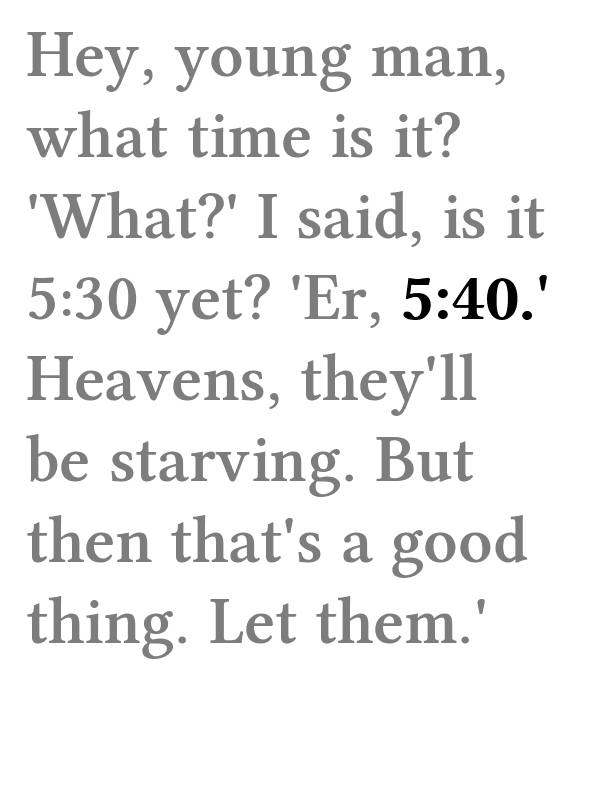 Hey, young man,
what time is it?
'What?' I said, is it
5:30 yet? 'Er, 5:40.'
Heavens, they'll
be starving. But
then that's a good
thing. Let them.'